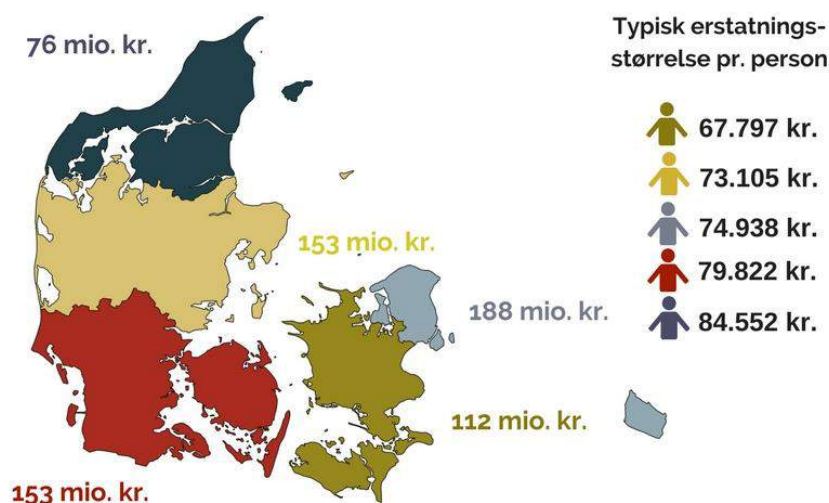 76 mio. kr.
153 mio. kr.
188 mio. kr.
112 mio. kr.
153 mio. kr.
Typisk erstatnings-
størrelse pr. person
67.797 kr.
73.105 kr.
74.938 kr.
79.822 kr.
84.552 kr.